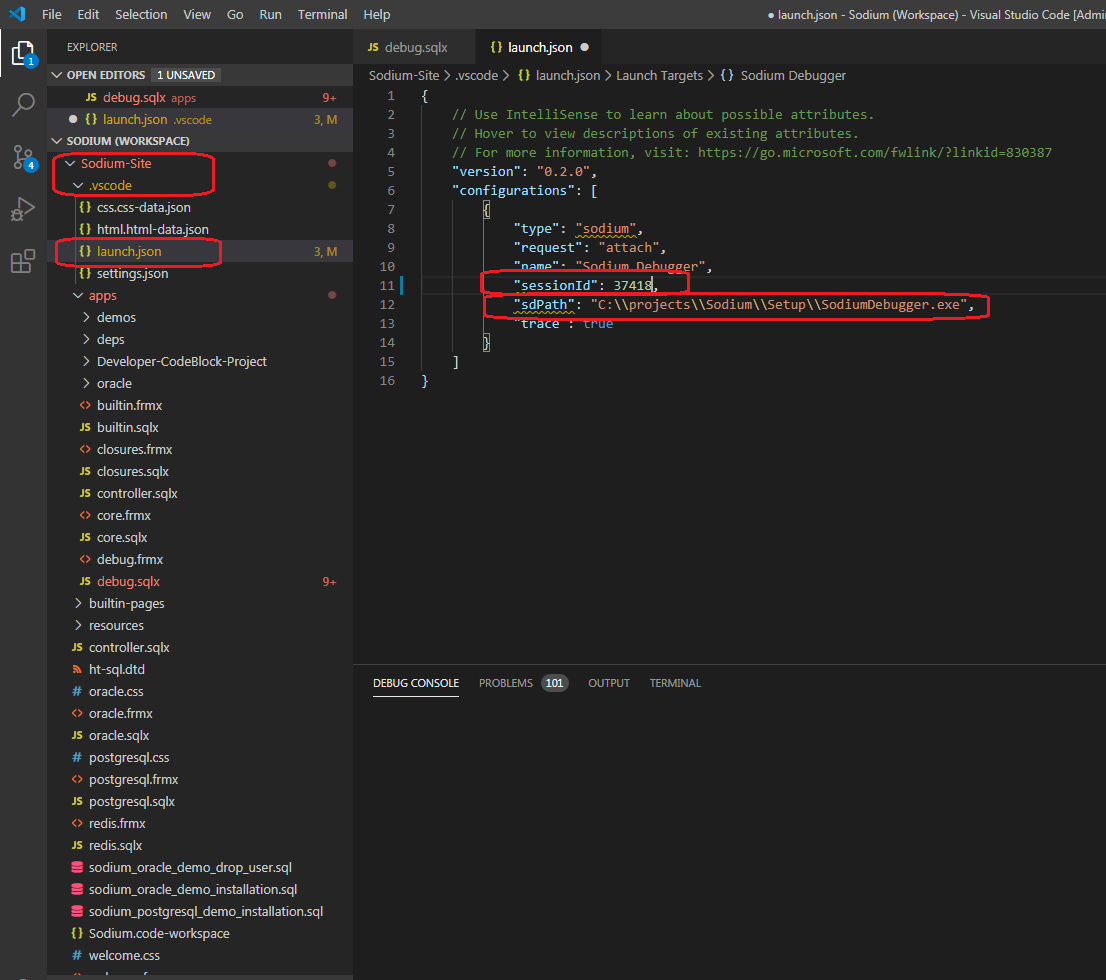 File Edit Selection View Go Run Terminal Help
● launch.json - Sodium (Workspace) - Visual Studio Code [Admi
EXPLORER
OPEN EDITORS 1 UNSAVED
JS debug.sqlx apps 9+
{} launch.json .vscode 3, M
SODIUM (WORKSPACE)
Sodium-Site
.vscode
{} css.css-data.json
{} html.html-data.json
{} launch.json 3, M
{} settings.json
apps
demos
deps
Developer-CodeBlock-Project
oracle
<> builtin.frmx
JS builtin.sqlx
<> closures.frmx
JS closures.sqlx
JS controller.sqlx
<> core.frmx
JS core.sqlx
<> debug.frmx
JS debug.sqlx 9+
builtin-pages
resources
JS controller.sqlx
ht-sql.dtd
# oracle.css
<> oracle.frmx
JS oracle.sqlx
# postgresql.css
<> postgresql.frmx
JS postgresql.sqlx
<> redis.frmx
JS redis.sqlx
sodium_oracle_demo_drop_user.sql
sodium_oracle_demo_installation.sql
sodium_postgresql_demo_installation.sql
{} Sodium.code-workspace
# welcome.css
1
4
JS debug.sqlx {} launch.json ●
Sodium-Site > .vscode > {} launch.json > Launch Targets > {} Sodium Debugger
1 {
2 // Use IntelliSense to learn about possible attributes.
3 // Hover to view descriptions of existing attributes.
4 // For more information, visit: https://go.microsoft.com/fwlink/?linkid=830387
5 "version": "0.2.0",
6 "configurations": [
7 {
8 "type": "sodium",
9 "request": "attach",
10 "name": "Sodium Debugger",
11 "sessionId": 37418,
12 "sdPath": "C:\\projects\\Sodium\\Setup\\SodiumDebugger.exe",
13 "trace": true
14 }
15 ]
16 }
DEBUG CONSOLE PROBLEMS 101 OUTPUT TERMINAL